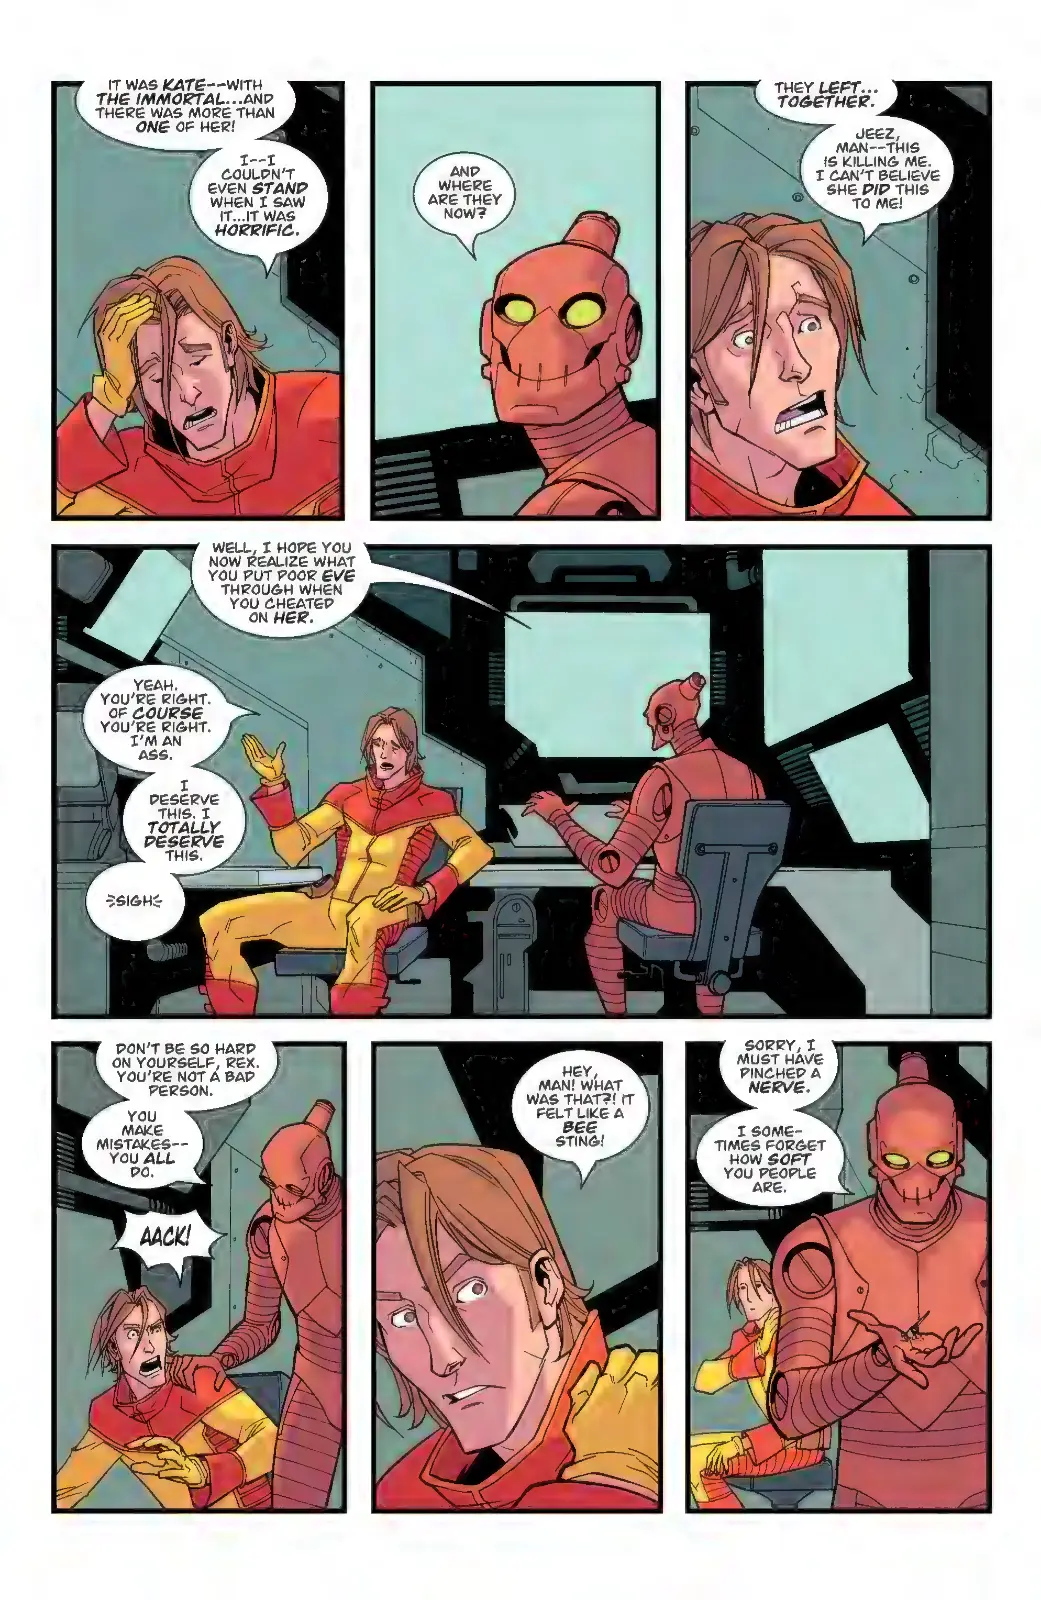 IT WAS KATE--WITH
THE IMMORTAL...AND
THERE WAS MORE THAN
ONE OF HER!
I--I
COULDN'T
EVEN STAND
WHEN I SAW
IT...IT WAS
HORRIFIC.
AND
WHERE
ARE THEY
NOW?
THEY LEFT...
TOGETHER.
JEEZ,
MAN--THIS
IS KILLING ME.
I CAN'T BELIEVE
SHE DID THIS
TO ME!
WELL, I HOPE YOU
NOW REALIZE WHAT
YOU PUT POOR EVE
THROUGH WHEN
YOU CHEATED
ON HER.
YEAH.
YOU'RE RIGHT.
OF COURSE
YOU'RE RIGHT.
I'M AN
ASS.
I
DESERVE
THIS. I
TOTALLY
DESERVE
THIS.
SIGH
DON'T BE SO HARD
ON YOURSELF, REX.
YOU'RE NOT A BAD
PERSON.
YOU
MAKE
MISTAKES--
YOU ALL
DO.
AACK!
HEY,
MAN! WHAT
WAS THAT?! IT
FELT LIKE A
BEE
STING!
SORRY, I
MUST HAVE
PINCHED A
NERVE.
I SOME-
TIMES FORGET
HOW SOFT
YOU PEOPLE
ARE.